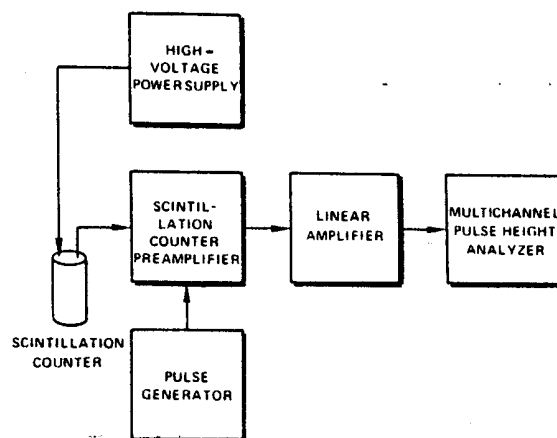 HIGH-
VOLTAGE
POWER SUPPLY
SCINTIL-
LATION
COUNTER
PREAMPLIFIER
LINEAR
AMPLIFIER
MULTICHANNEL
PULSE HEIGHT
ANALYZER
SCINTILLATION
COUNTER
PULSE
GENERATOR